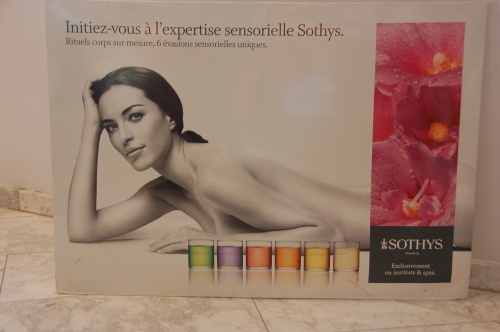 Initiez-vous à l'expertise sensorielle Sothys.
Rituels corps sur-mesure, 6 évasions sensorielles uniques.
SOTHYS
PARIS
Exclusivement
en instituts & spas.